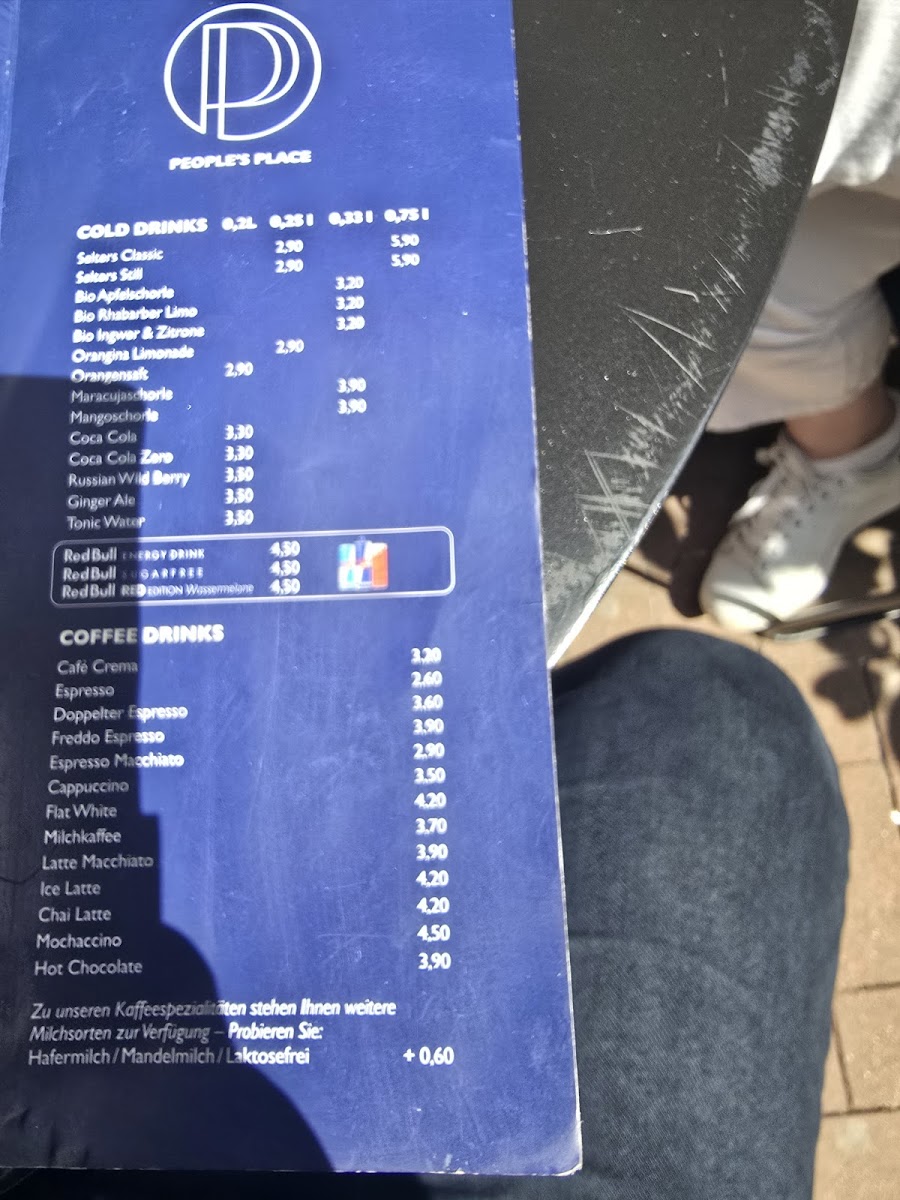 PEOPLE'S PLACE
COLD DRINKS 0,2L 0,25 l 0,33 l 0,75 l
Selters Classic 2,90 5,90
Selters Still 2,90 5,90
Bio Apfelschorle 3,20
Bio Rhabarber Limo 3,20
Bio Ingwer & Zitrone 3,20
Orangina Limonade 2,90
Orangensaft 2,90
Maracujaschorle 3,90
Mangoschorle 3,90
Coca Cola 3,30
Coca Cola Zero 3,30
Russian Wild Berry 3,50
Ginger Ale 3,50
Tonic Water 3,50
Red Bull ENERGY DRINK 4,50
Red Bull SUGARFREE 4,50
Red Bull RED EDITION Wassermelone 4,50
COFFEE DRINKS
Café Crema 3,20
Espresso 2,60
Doppelter Espresso 3,60
Freddo Espresso 3,90
Espresso Macchiato 2,90
Cappuccino 3,50
Flat White 4,20
Milchkaffee 3,70
Latte Macchiato 3,90
Ice Latte 4,20
Chai Latte 4,20
Mochaccino 4,50
Hot Chocolate 3,90
Zu unseren Kaffeespezialitäten stehen Ihnen weitere
Milchsorten zur Verfügung – Probieren Sie:
Hafermilch / Mandelmilch / Laktosefrei + 0,60